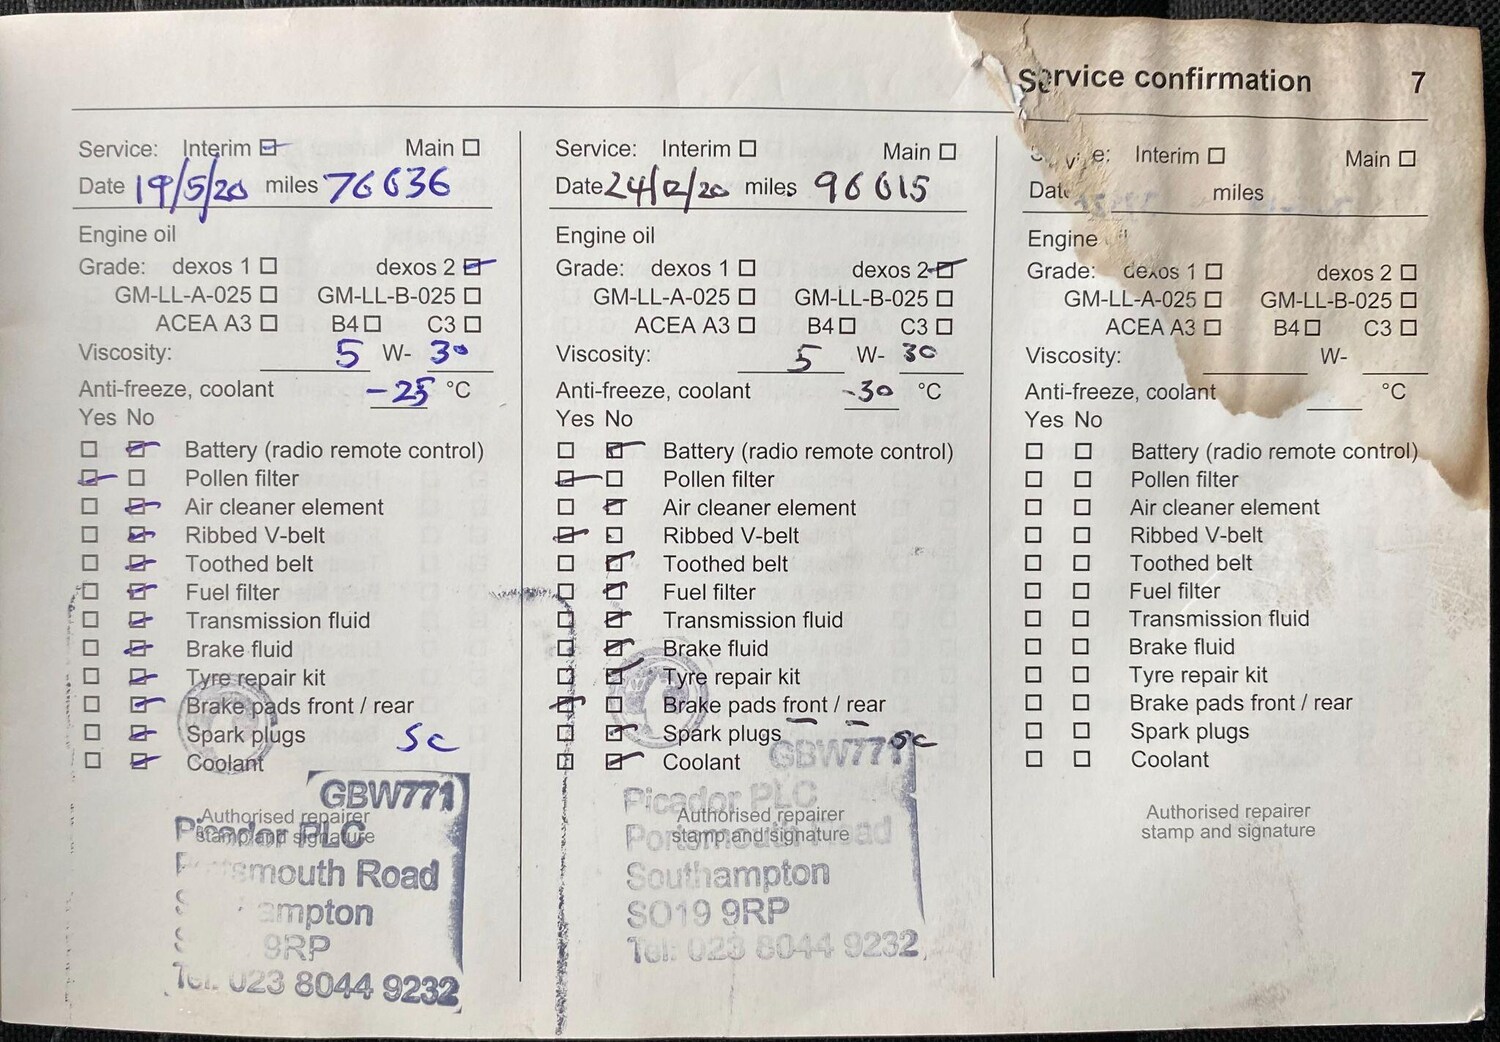 Service confirmation 7
Service: Interim Main
Date 19/5/20 miles 76036
Engine oil
Grade: dexos 1 dexos 2
GM-LL-A-025 GM-LL-B-025
ACEA A3 B4 C3
Viscosity: 5 W- 30
Anti-freeze, coolant -25 °C
Yes No
Battery (radio remote control)
Pollen filter
Air cleaner element
Ribbed V-belt
Toothed belt
Fuel filter
Transmission fluid
Brake fluid
Tyre repair kit
Brake pads front / rear
Spark plugs SC
Coolant
GBW771
Authorised repairer
stamp and signature
Picador PLC
Portsmouth Road
Southampton
SO19 9RP
Tel: 023 8044 9232
Service: Interim Main
Date 24/12/20 miles 96015
Engine oil
Grade: dexos 1 dexos 2
GM-LL-A-025 GM-LL-B-025
ACEA A3 B4 C3
Viscosity: 5 W- 30
Anti-freeze, coolant -30 °C
Yes No
Battery (radio remote control)
Pollen filter
Air cleaner element
Ribbed V-belt
Toothed belt
Fuel filter
Transmission fluid
Brake fluid
Tyre repair kit
Brake pads front / rear
Spark plugs SC
Coolant GBW771
Picador PLC
Authorised repairer
stamp and signature
Portsmouth Road
Southampton
SO19 9RP
Tel: 023 8044 9232
Interim Main
Date miles
Engine
Grade: dexos 1 dexos 2
GM-LL-A-025 GM-LL-B-025
ACEA A3 B4 C3
Viscosity: W-
Anti-freeze, coolant °C
Yes No
Battery (radio remote control)
Pollen filter
Air cleaner element
Ribbed V-belt
Toothed belt
Fuel filter
Transmission fluid
Brake fluid
Tyre repair kit
Brake pads front / rear
Spark plugs
Coolant
Authorised repairer
stamp and signature